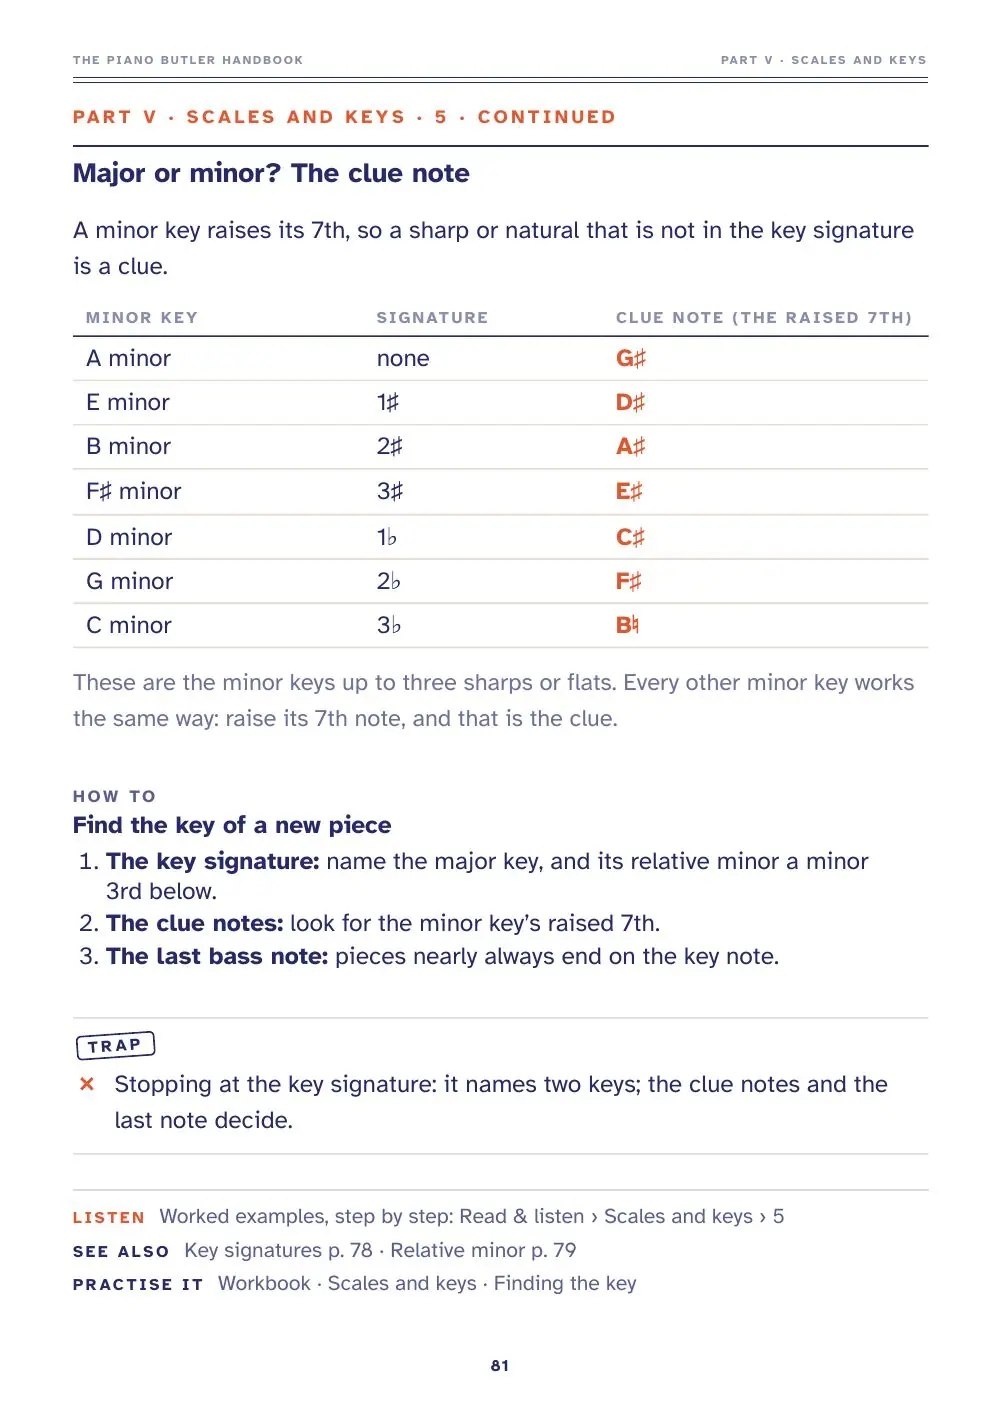 THE PIANO BUTLER HANDBOOK
PART V · SCALES AND KEYS
PART V · SCALES AND KEYS · 5 · CONTINUED
Major or minor? The clue note
A minor key raises its 7th, so a sharp or natural that is not in the key signature
is a clue.
MINOR KEY SIGNATURE CLUE NOTE (THE RAISED 7TH)
A minor none G♯
E minor 1♯ D♯
B minor 2♯ A♯
F♯ minor 3♯ E♯
D minor 1♭ C♯
G minor 2♭ F♯
C minor 3♭ B♮
These are the minor keys up to three sharps or flats. Every other minor key works
the same way: raise its 7th note, and that is the clue.
HOW TO
Find the key of a new piece
1. The key signature: name the major key, and its relative minor a minor
3rd below.
2. The clue notes: look for the minor key’s raised 7th.
3. The last bass note: pieces nearly always end on the key note.
TRAP
× Stopping at the key signature: it names two keys; the clue notes and the
last note decide.
LISTEN Worked examples, step by step: Read & listen › Scales and keys › 5
SEE ALSO Key signatures p. 78 · Relative minor p. 79
PRACTISE IT Workbook · Scales and keys · Finding the key
81